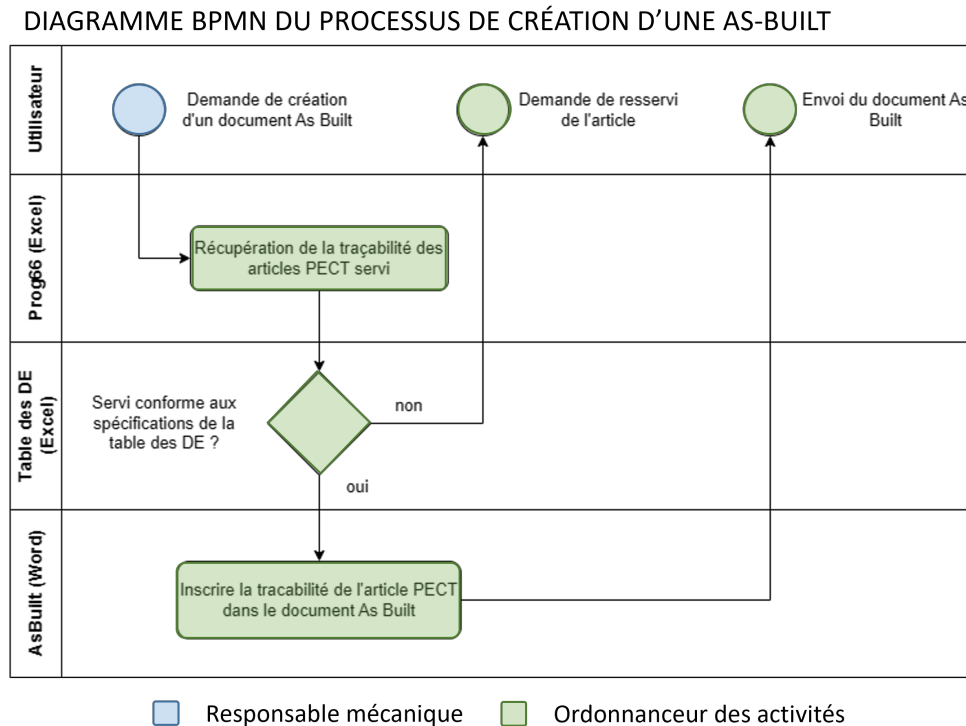 DIAGRAMME BPMN DU PROCESSUS DE CRÉATION D’UNE AS-BUILT
Utilisateur
Demande de création
d'un document As Built
Demande de resservi
de l'article
Envoi du document As
Built
Prog66 (Excel)
Récupération de la traçabilité des
articles PECT servi
Table des DE
(Excel)
Servi conforme aux
spécifications de la
table des DE ?
non
oui
AsBuilt (Word)
Inscrire la tracabilité de l'article PECT
dans le document As Built
Responsable mécanique
Ordonnanceur des activités